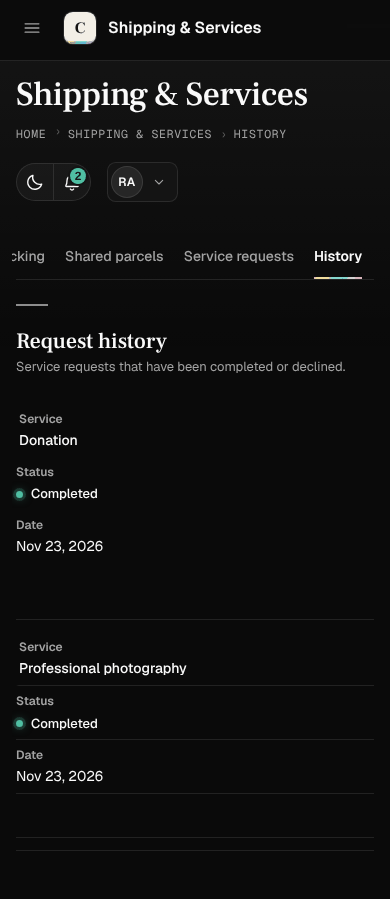 C
Shipping & Services
Shipping & Services
HOME › SHIPPING & SERVICES › HISTORY
2
RA
cking Shared parcels Service requests History
Request history
Service requests that have been completed or declined.
Service
Donation
Status
Completed
Date
Nov 23, 2026
Service
Professional photography
Status
Completed
Date
Nov 23, 2026